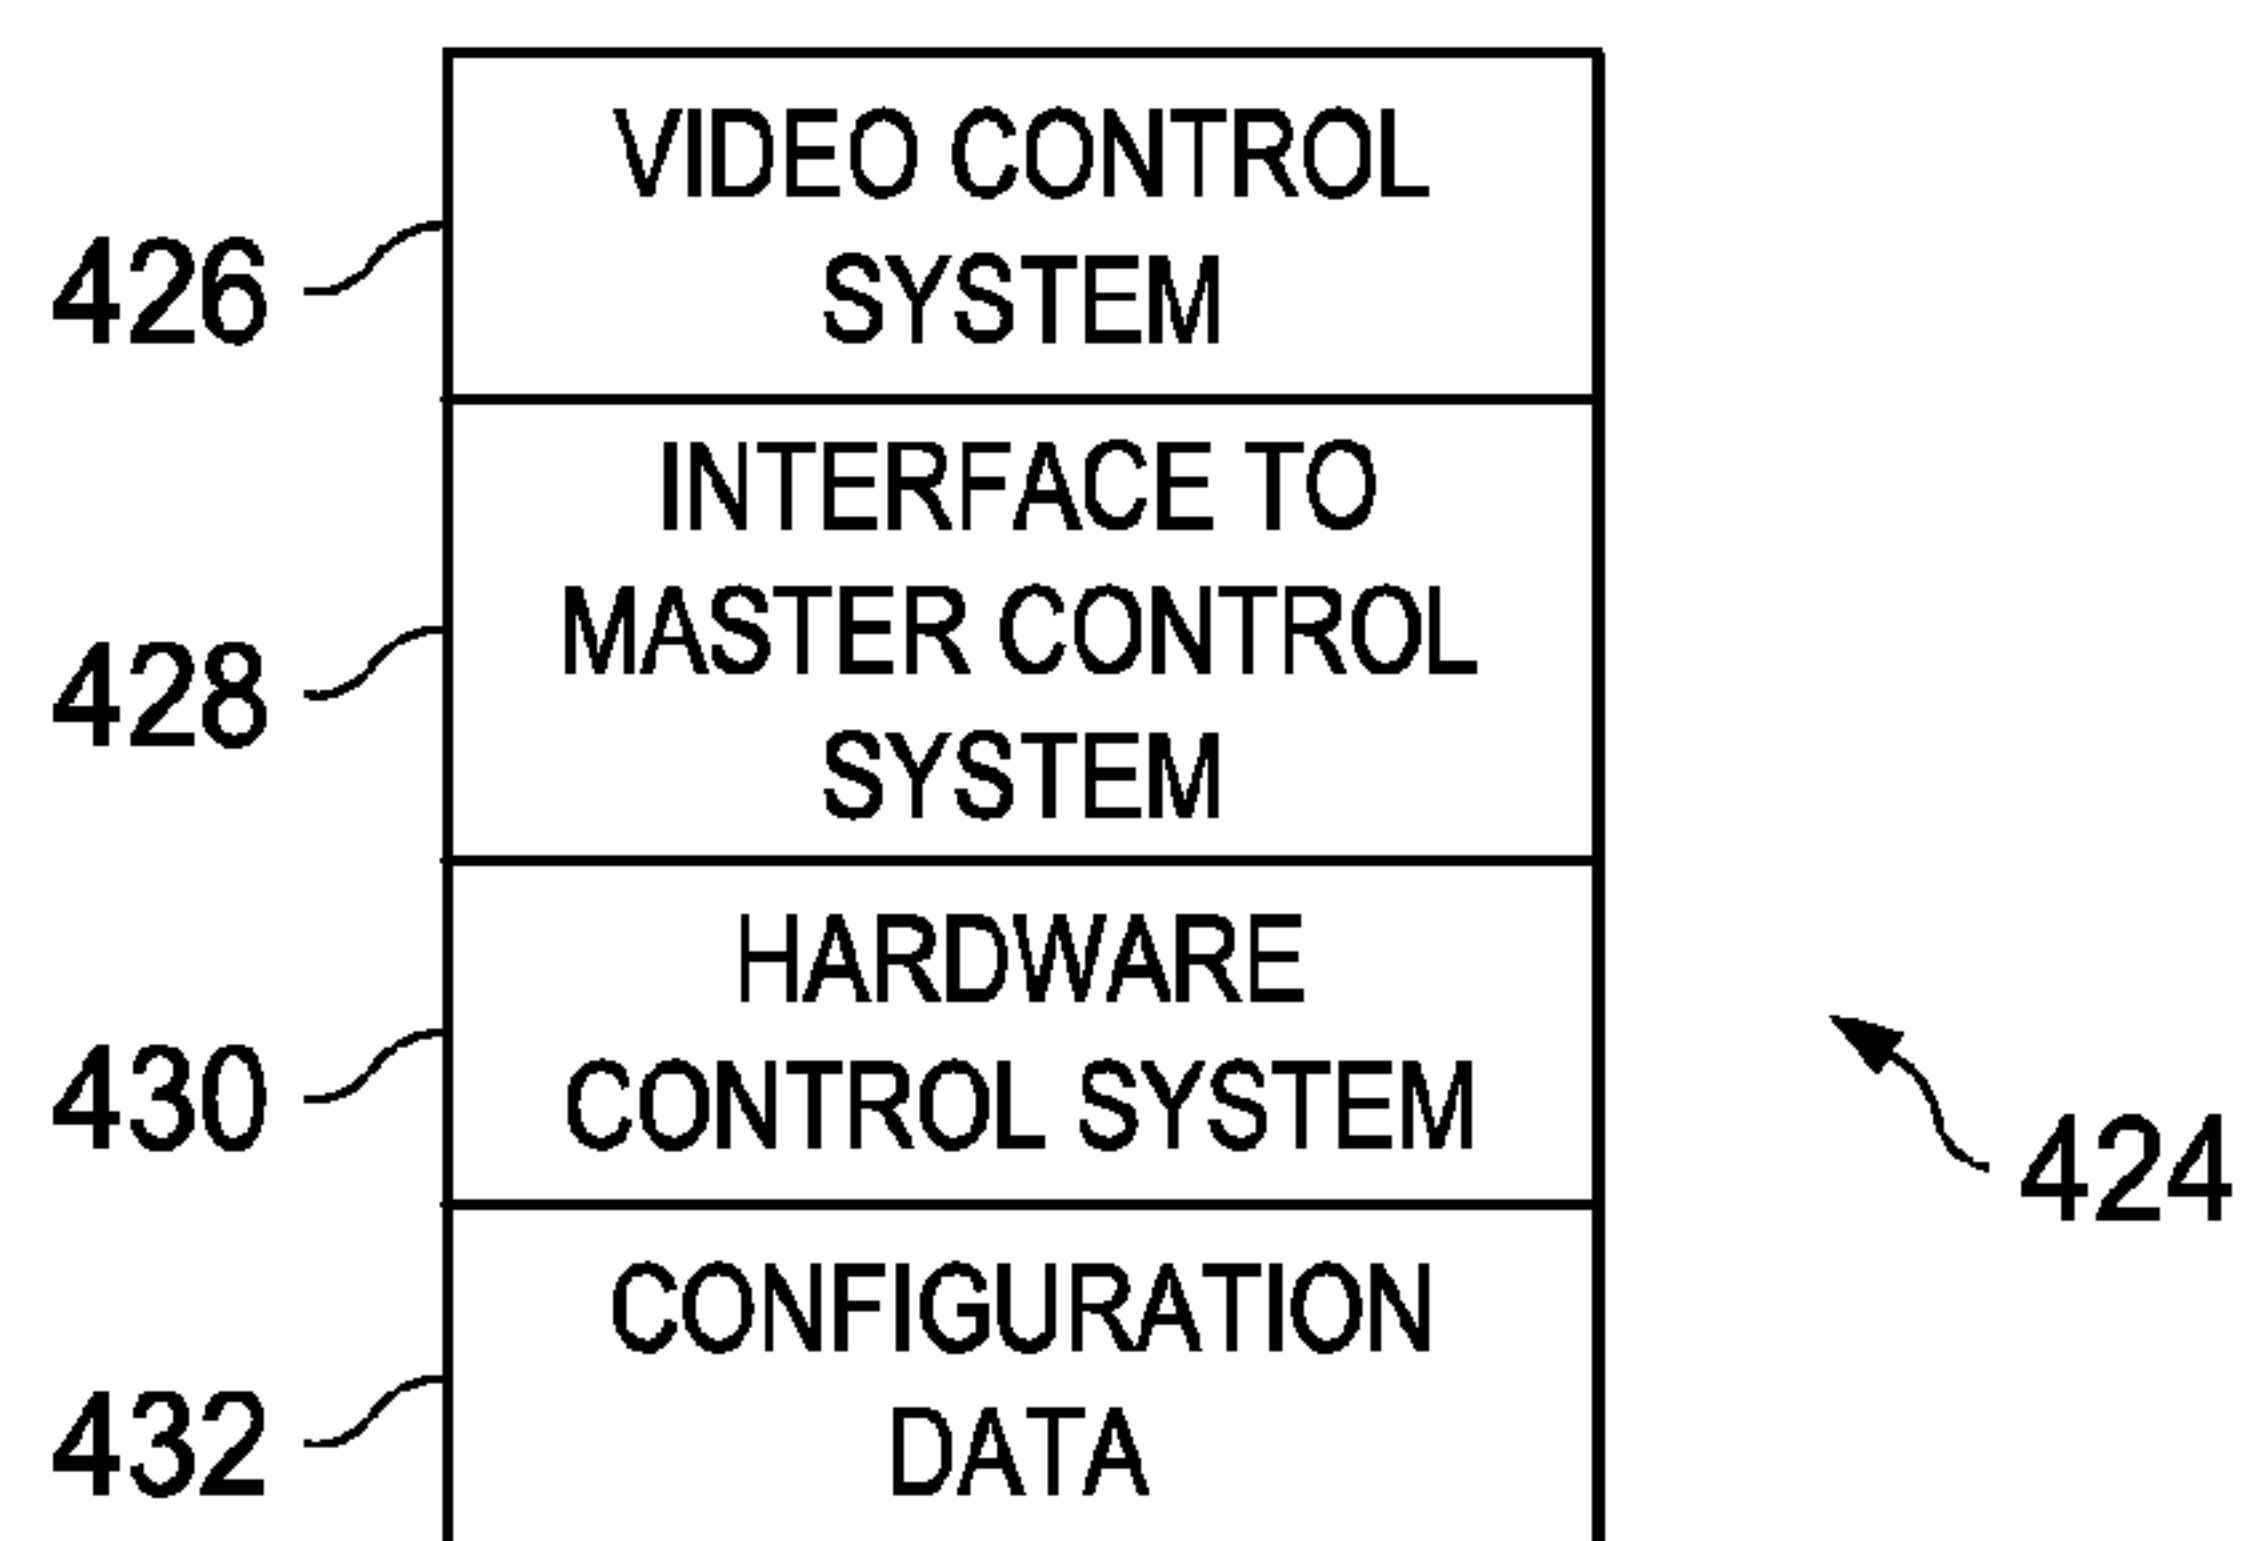 VIDEO CONTROL
SYSTEM
426
INTERFACE TO
MASTER CONTROL
SYSTEM
428
HARDWARE
CONTROL SYSTEM
430
424
CONFIGURATION
DATA
432